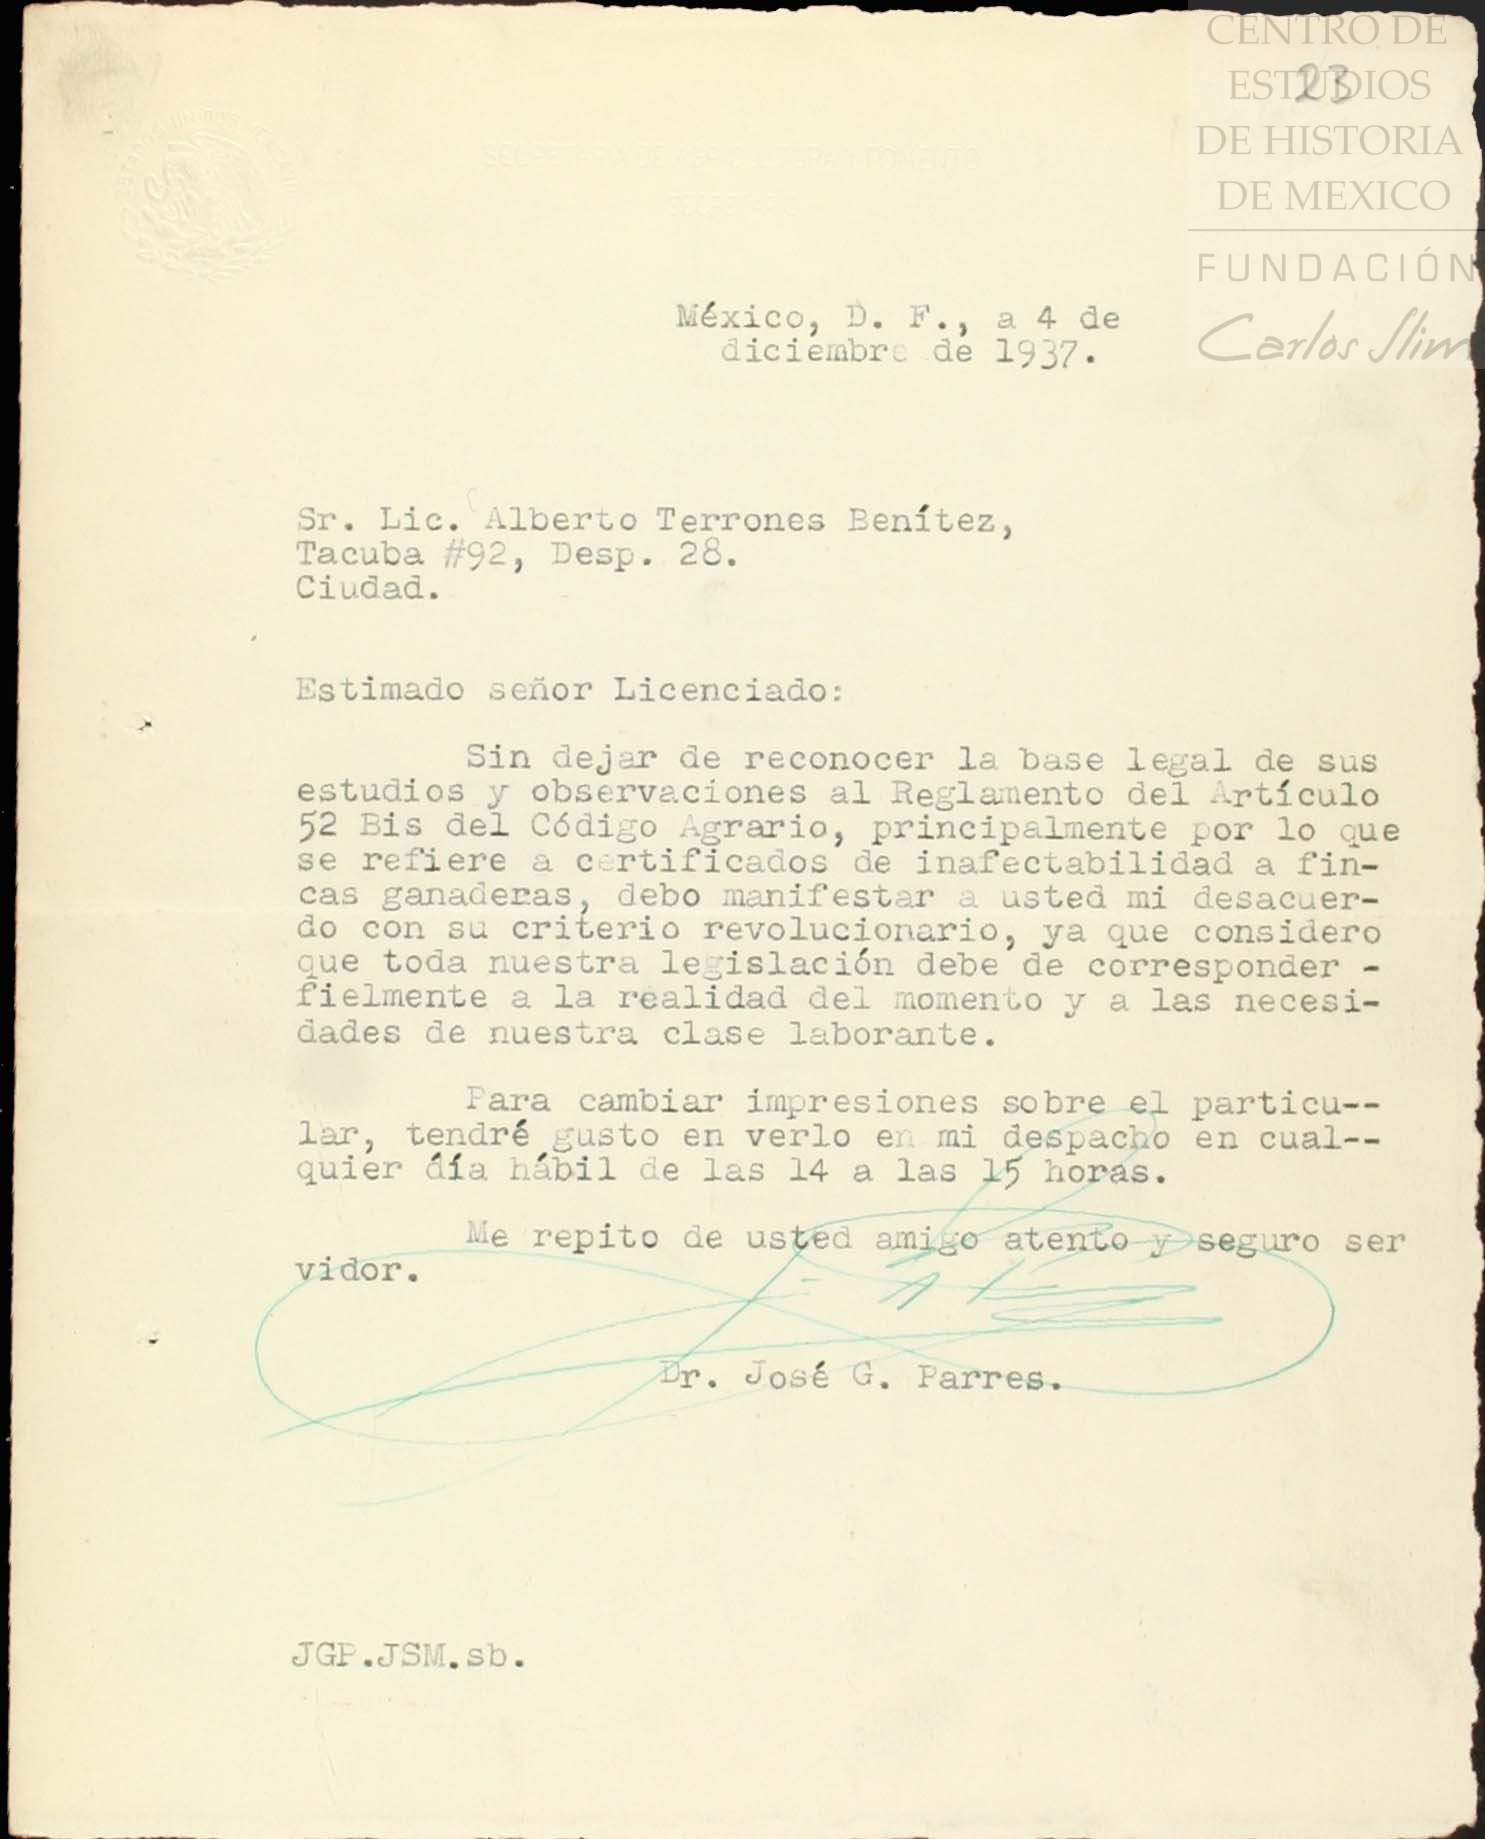 CENTRO DE
ESTUDIOS
23
DE HISTORIA
DE MEXICO
FUNDACIÓN
Carlos Slim
México, D. F., a 4 de
diciembre de 1937.
Sr. Lic. Alberto Terrones Benítez,
Tacuba #92, Desp. 28.
Ciudad.
Estimado señor Licenciado:
Sin dejar de reconocer la base legal de sus
estudios y observaciones al Reglamento del Artículo
52 Bis del Código Agrario, principalmente por lo que
se refiere a certificados de inafectabilidad a fin-
cas ganaderas, debo manifestar a usted mi desacuer-
do con su criterio revolucionario, ya que considero
que toda nuestra legislación debe de corresponder -
fielmente a la realidad del momento y a las necesi-
dades de nuestra clase laborante.
Para cambiar impresiones sobre el particu--
lar, tendré gusto en verlo en mi despacho en cual--
quier día hábil de las 14 a las 15 horas.
Me repito de usted amigo atento y seguro ser
vidor.
Dr. José G. Parres.
JGP.JSM.sb.